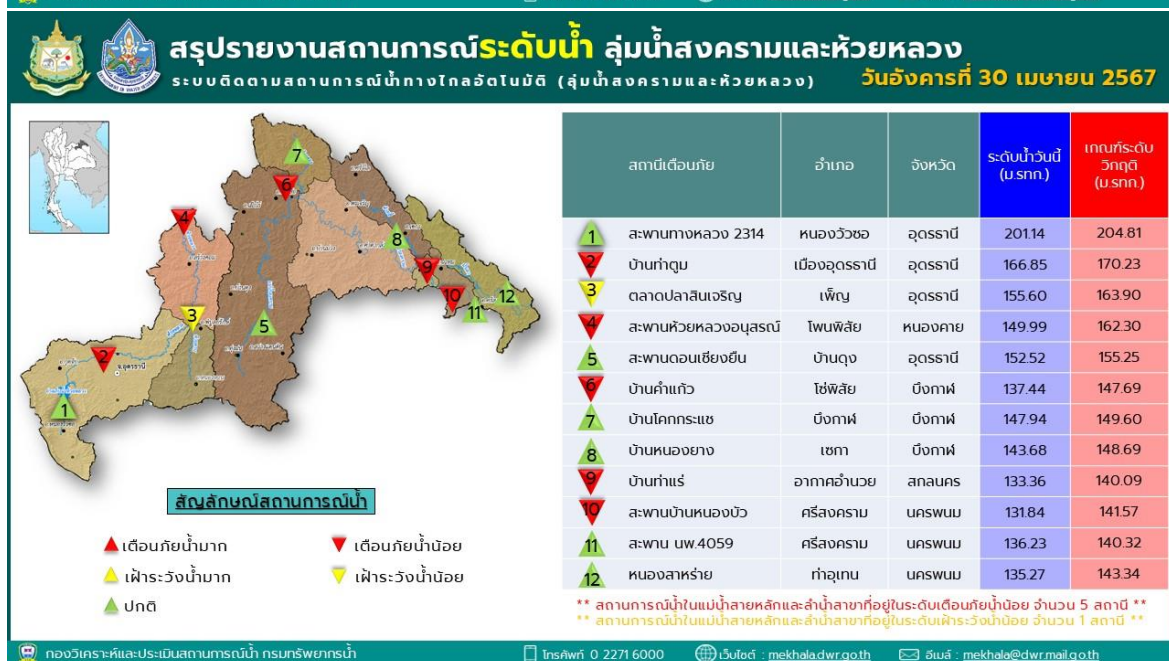 สรุปรายงานสถานการณ์ระดับน้ำ ลุ่มน้ำสงครามและห้วยหลวง
ระบบติดตามสถานการณ์น้ำทางไกลอัตโนมัติ (ลุ่มน้ำสงครามและห้วยหลวง) วันอังคารที่ 30 เมษายน 2567
7
6
4
8
9
10
12
11
3
5
2
1
สัญลักษณ์สถานการณ์น้ำ
เตือนภัยน้ำมาก เตือนภัยน้ำน้อย
เฝ้าระวังน้ำมาก เฝ้าระวังน้ำน้อย
ปกติ
สถานีเตือนภัย อำเภอ จังหวัด ระดับน้ำวันนี้ (ม.รทก.) เกณฑ์ระดับวิกฤติ (ม.รทก.)
1 สะพานทางหลวง 2314 หนองวัวซอ อุดรธานี 201.14 204.81
2 บ้านท่าตูม เมืองอุดรธานี อุดรธานี 166.85 170.23
3 ตลาดปลาสินเจริญ เพ็ญ อุดรธานี 155.60 163.90
4 สะพานห้วยหลวงอนุสรณ์ โพนพิสัย หนองคาย 149.99 162.30
5 สะพานดอนเชียงยืน บ้านดุง อุดรธานี 152.52 155.25
6 บ้านคำแก้ว โซ่พิสัย บึงกาฬ 137.44 147.69
7 บ้านโคกกระแซ บึงกาฬ บึงกาฬ 147.94 149.60
8 บ้านหนองยาง เซกา บึงกาฬ 143.68 148.69
9 บ้านท่าแร่ อากาศอำนวย สกลนคร 133.36 140.09
10 สะพานบ้านหนองบัว ศรีสงคราม นครพนม 131.84 141.57
11 สะพาน นพ.4059 ศรีสงคราม นครพนม 136.23 140.32
12 หนองสาหร่าย ท่าอุเทน นครพนม 135.27 143.34
** สถานการณ์น้ำในแม่น้ำสายหลักและลำน้ำสาขาที่อยู่ในระดับเตือนภัยน้ำน้อย จำนวน 5 สถานี **
** สถานการณ์น้ำในแม่น้ำสายหลักและลำน้ำสาขาที่อยู่ในระดับเฝ้าระวังน้ำน้อย จำนวน 1 สถานี **
กองวิเคราะห์และประเมินสถานการณ์น้ำ กรมทรัพยากรน้ำ โทรศัพท์ 0 2271 6000 เว็บไซต์ : mekhala.dwr.go.th อีเมล์ : mekhala@dwr.mail.go.th